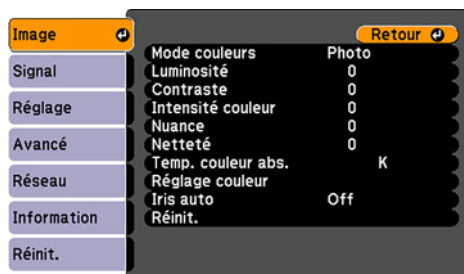 Image
Signal
Réglage
Avancé
Réseau
Information
Réinit.
Retour
Mode couleurs Photo
Luminosité 0
Contraste 0
Intensité couleur 0
Nuance 0
Netteté 0
Temp. couleur abs. K
Réglage couleur
Iris auto Off
Réinit.